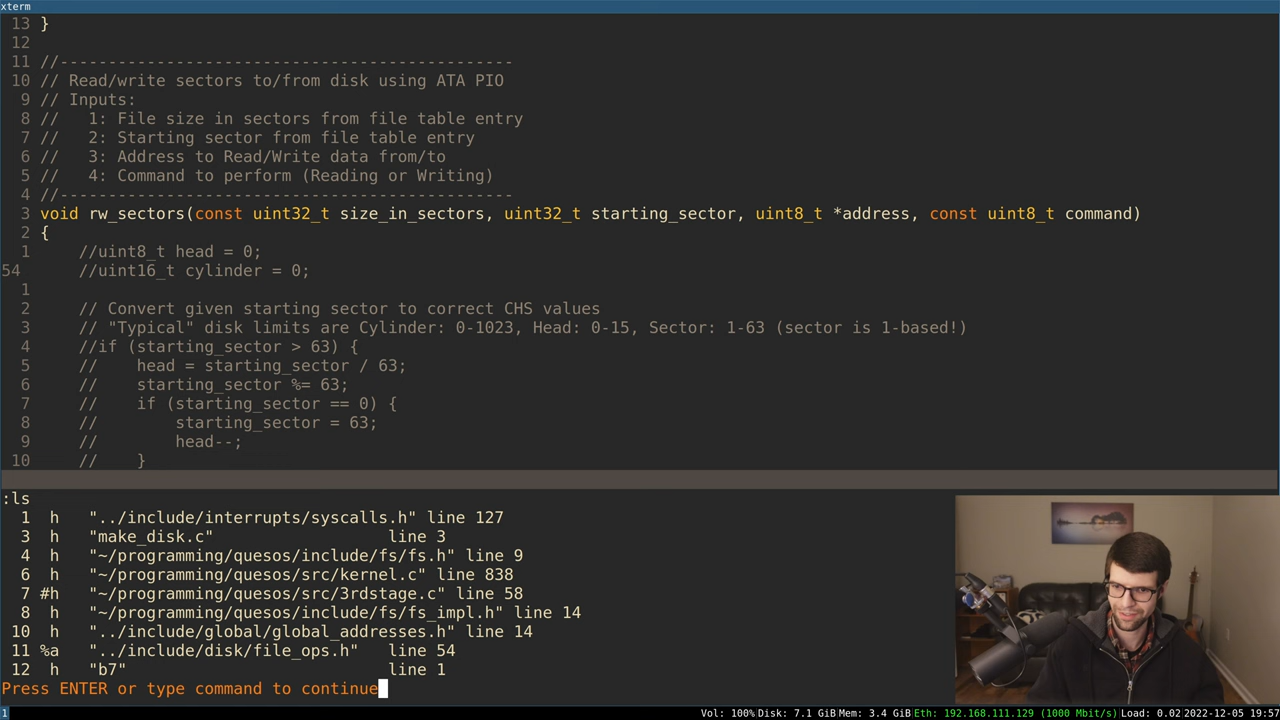 xterm
13 }
12
11 //-----------------------------------------------
10 // Read/write sectors to/from disk using ATA PIO
9 // Inputs:
8 //   1: File size in sectors from file table entry
7 //   2: Starting sector from file table entry
6 //   3: Address to Read/Write data from/to
5 //   4: Command to perform (Reading or Writing)
4 //-----------------------------------------------
3 void rw_sectors(const uint32_t size_in_sectors, uint32_t starting_sector, uint8_t *address, const uint8_t command)
2 {
1     //uint8_t head = 0;
54     //uint16_t cylinder = 0;
1
2     // Convert given starting sector to correct CHS values
3     // "Typical" disk limits are Cylinder: 0-1023, Head: 0-15, Sector: 1-63 (sector is 1-based!)
4     //if (starting_sector > 63) {
5     //    head = starting_sector / 63;
6     //    starting_sector %= 63;
7     //    if (starting_sector == 0) {
8     //        starting_sector = 63;
9     //        head--;
10     //    }
:ls
1  h   "../include/interrupts/syscalls.h" line 127
3  h   "make_disk.c"                  line 3
4  h   "~/programming/quesos/include/fs/fs.h" line 9
6  h   "~/programming/quesos/src/kernel.c" line 838
7 #h   "~/programming/quesos/src/3rdstage.c" line 58
8  h   "~/programming/quesos/include/fs/fs_impl.h" line 14
10  h   "../include/global/global_addresses.h" line 14
11 %a   "../include/disk/file_ops.h"   line 54
12  h   "b7"                           line 1
Press ENTER or type command to continue
1 Vol: 100% Disk: 7.1 GiB Mem: 3.4 GiB Eth: 192.168.111.129 (1000 Mbit/s) Load: 0.02 2022-12-05 19:57